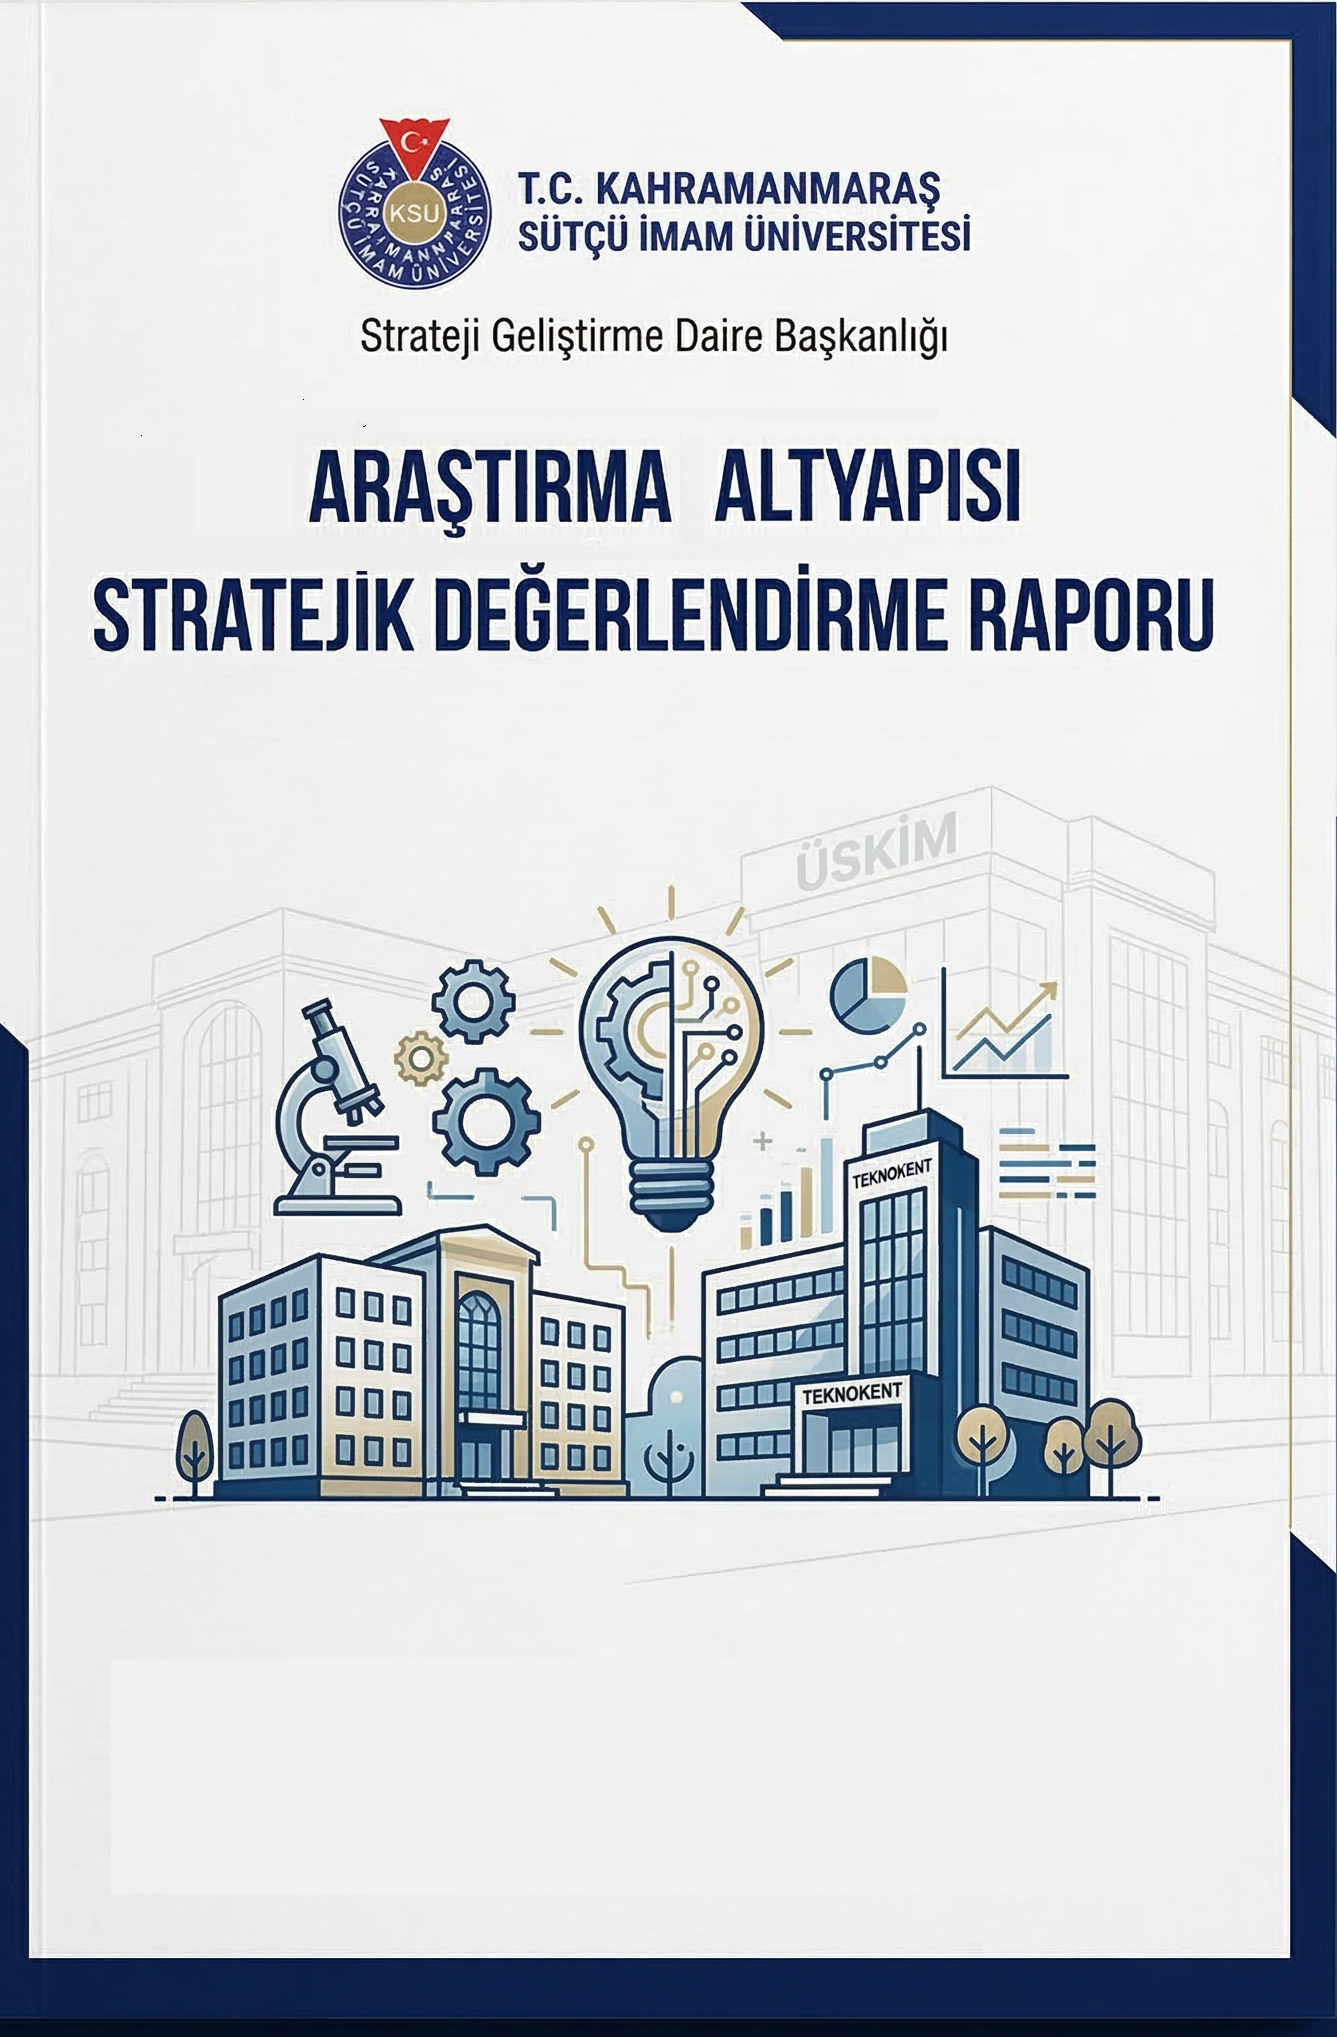 KSU
T.C. KAHRAMANMARAŞ
SÜTÇÜ İMAM ÜNİVERSİTESİ
Strateji Geliştirme Daire Başkanlığı
ARAŞTIRMA ALTYAPISI
STRATEJİK DEĞERLENDİRME RAPORU
ÜSKİM
TEKNOKENT
TEKNOKENT